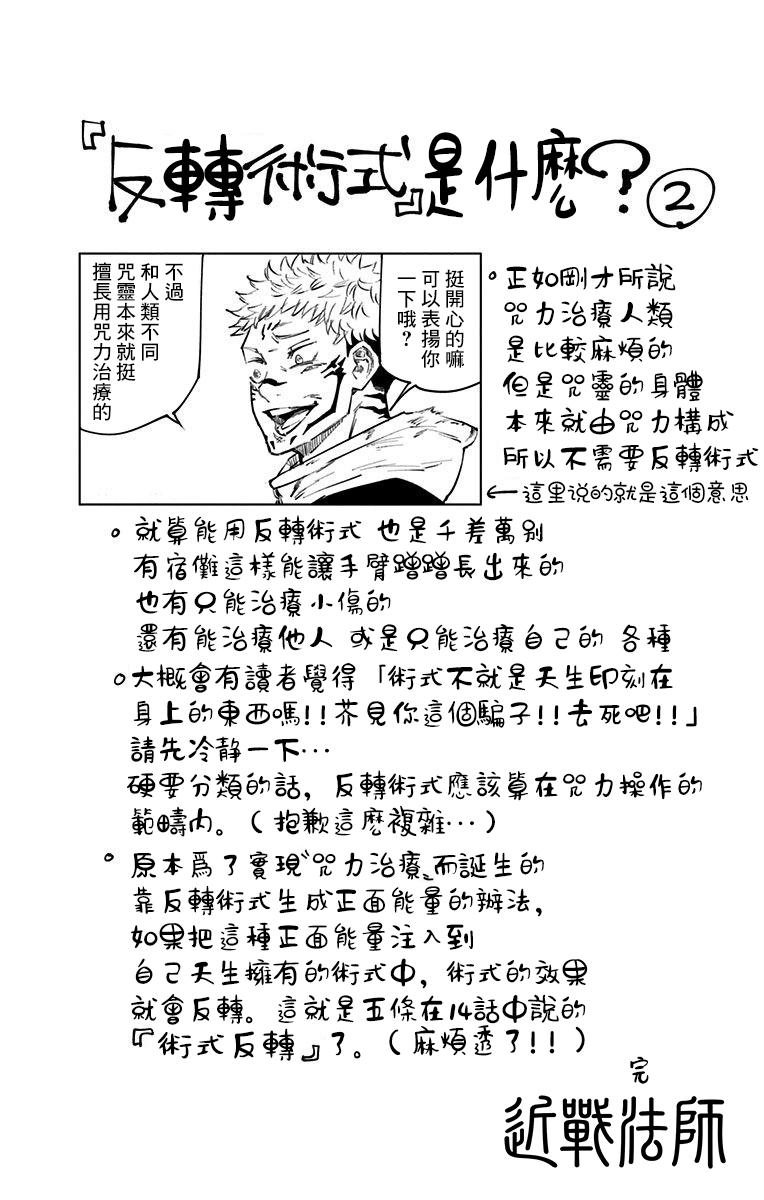 『反轉術式』是什麼？②
挺開心的嘛
可以表揚你
一下哦？
不過
和人類不同
咒靈本來就挺
擅長用咒力治療的
。正如剛才所說
咒力治療人類
是比較麻煩的
但是咒靈的身體
本來就由咒力構成
所以不需要反轉術式
←這里说的就是這個意思
。就算能用反轉術式 也是千差萬别
有宿儺這樣能讓手臂蹭蹭長出來的
也有只能治療小傷的
還有能治療他人 或是只能治療自己的 各種
。大概會有讀者覺得「術式不就是天生印刻在
身上的東西嗎!!芥見你這個騙子!!去死吧!!」
請先冷靜一下…
硬要分類的話，反轉術式應該算在咒力操作的
範疇内。（抱歉這麼複雜…）
。原本爲了實現〝咒力治療〟而誕生的
靠反轉術式生成正面能量的辦法，
如果把這種正面能量注入到
自己天生擁有的術式中，術式的效果
就會反轉。這就是五條在14話中說的
『術式反轉』了。（麻煩透了!!）
完
近戰法師